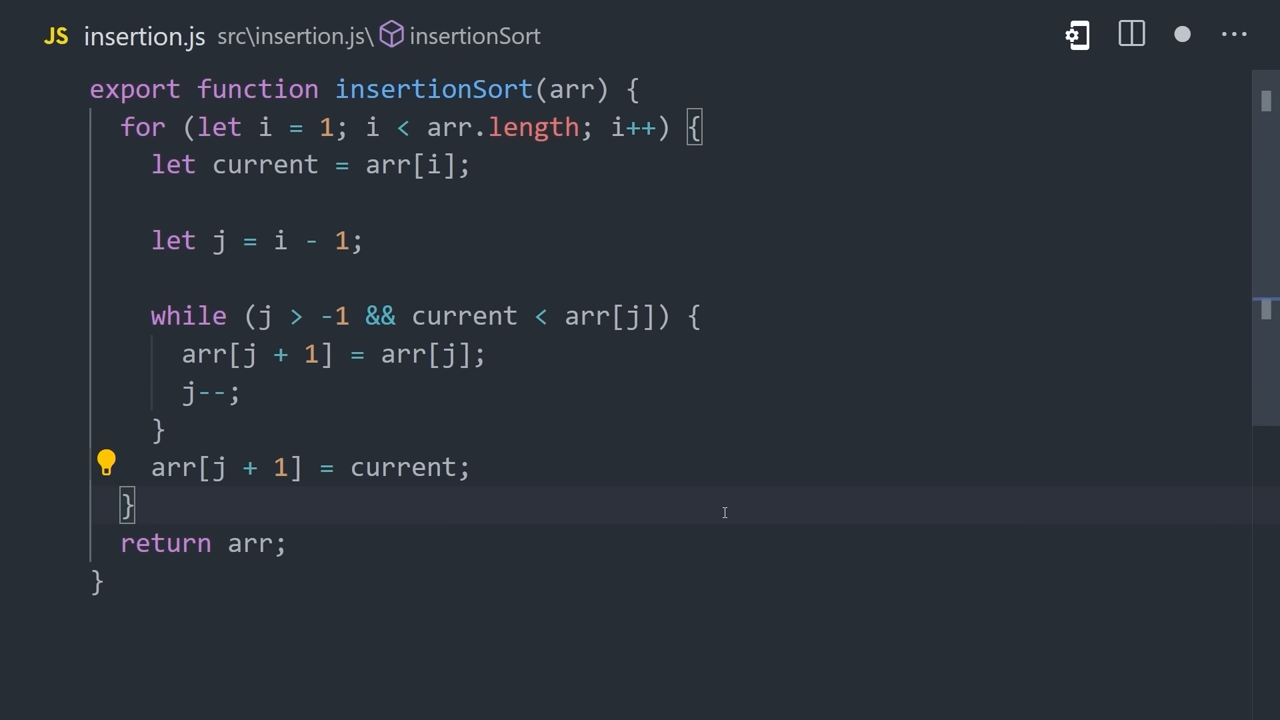 JS insertion.js src\insertion.js\ insertionSort
export function insertionSort(arr) {
  for (let i = 1; i < arr.length; i++) {
    let current = arr[i];

    let j = i - 1;

    while (j > -1 && current < arr[j]) {
      arr[j + 1] = arr[j];
      j--;
    }
    arr[j + 1] = current;
  }
  return arr;
}